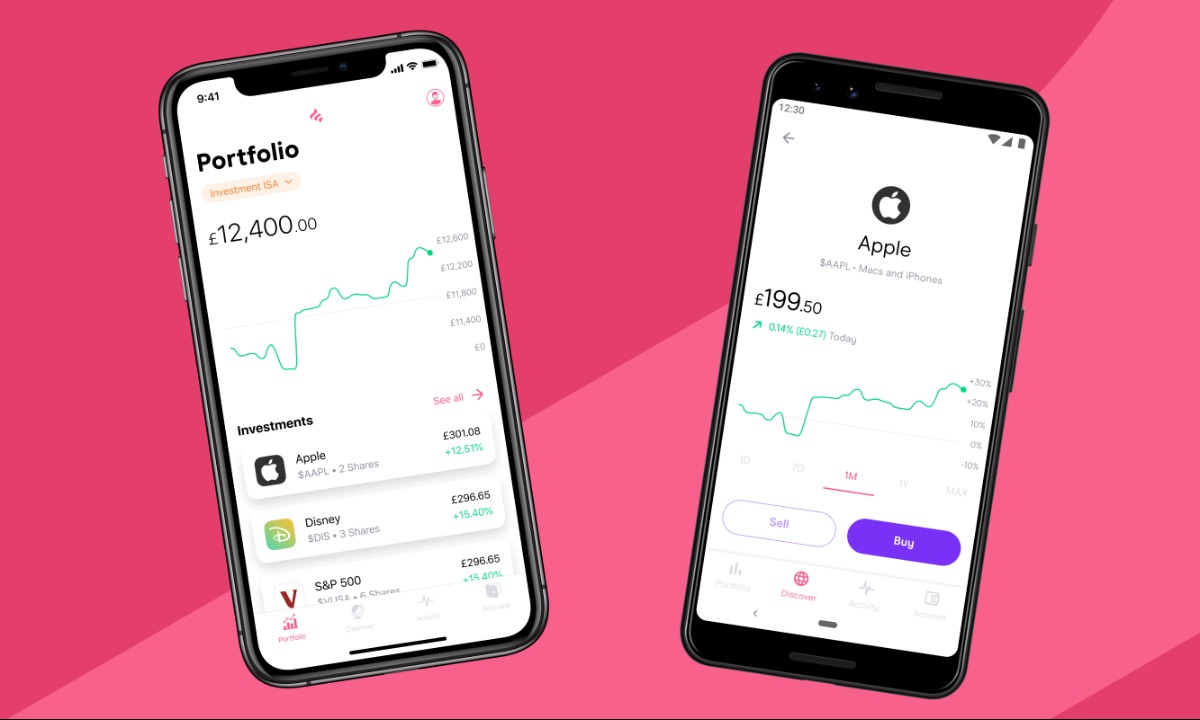 9:41
Portfolio
Investment ISA
£12,400.00
£12,600
£12,200
£11,800
£11,400
£0
See all
Investments
Apple
£301.08
$AAPL • 2 Shares
+12.51%
Disney
£296.65
$DIS • 3 Shares
+15.40%
S&P 500
£296.65
$VUSA • 6 Shares
+15.40%
Portfolio
Discover
Activity
Account
12:30
Apple
$AAPL • Macs and iPhones
£199.50
0.14% (£0.27) Today
+30%
+20%
10%
0%
-10%
1D
7D
1M
1Y
MAX
Sell
Buy
Portfolio
Discover
Activity
Account